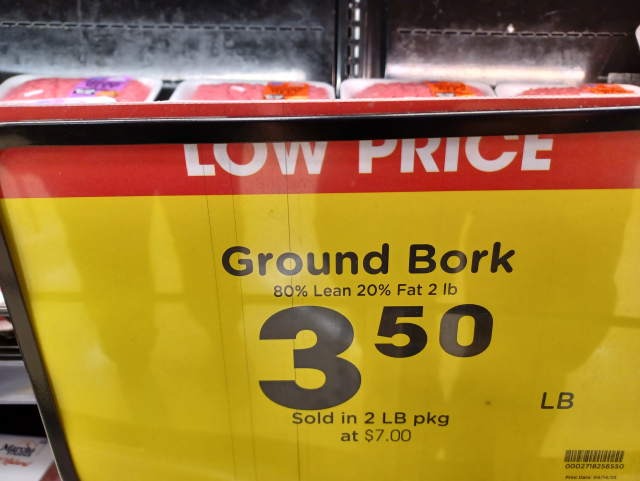 LOW PRICE
Ground Bork
80% Lean 20% Fat 2 lb
3 50
LB
Sold in 2 LB pkg
at $7.00
0002718256550